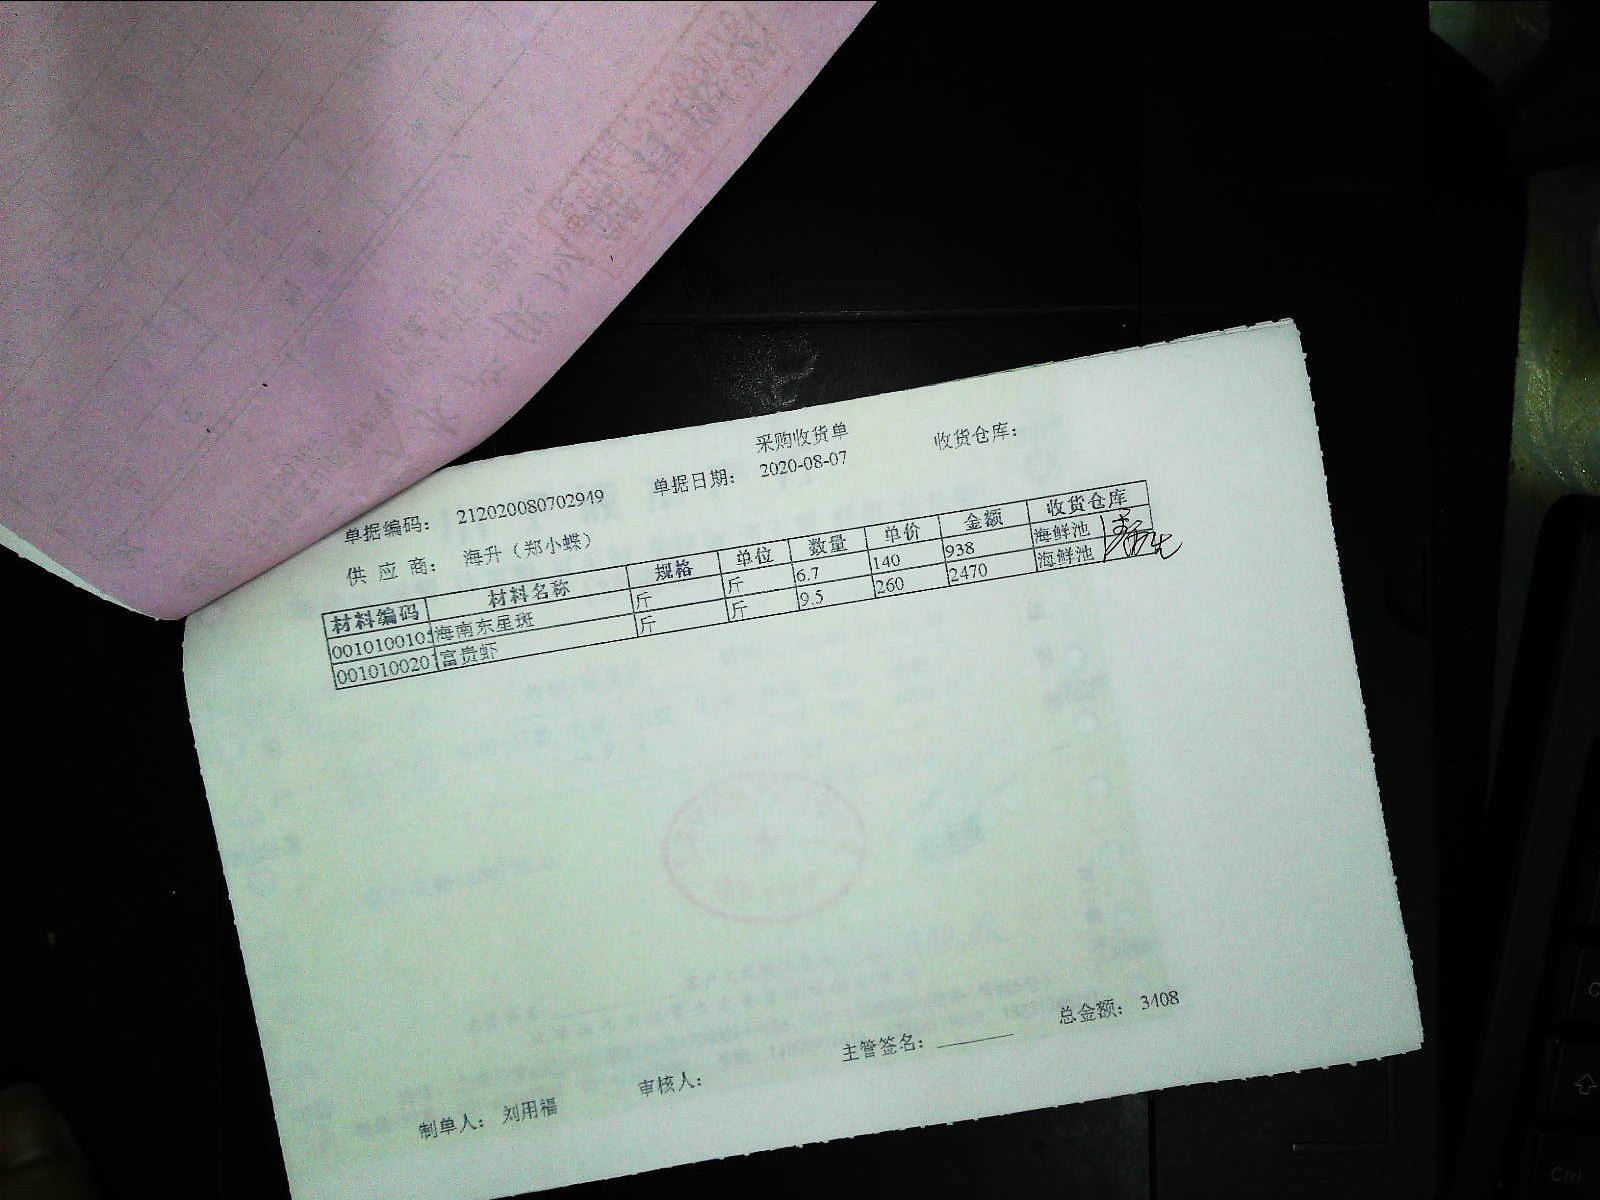 采购收货单
单据编码： 212020080702949 单据日期： 2020-08-07 收货仓库：
供 应 商： 海升（郑小蝶）
材料编码 材料名称 规格 单位 数量 单价 金额 收货仓库
001010010 海南东星斑 斤 斤 6.7 140 938 海鲜池
001010020 富贵虾 斤 斤 9.5 260 2470 海鲜池
主管签名： 总金额： 3408
制单人： 刘用福 审核人：